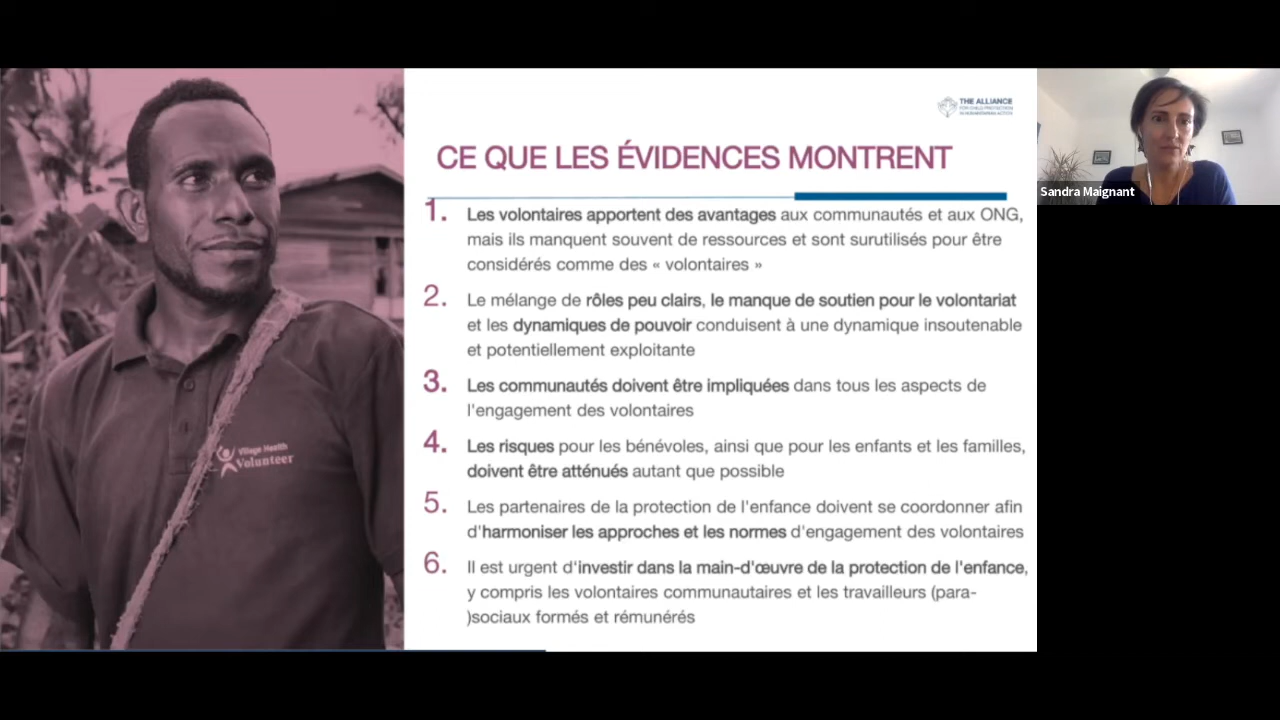 THE ALLIANCE
FOR CHILD PROTECTION
IN HUMANITARIAN ACTION
CE QUE LES ÉVIDENCES MONTRENT
1. Les volontaires apportent des avantages aux communautés et aux ONG,
mais ils manquent souvent de ressources et sont surutilisés pour être
considérés comme des « volontaires »
2. Le mélange de rôles peu clairs, le manque de soutien pour le volontariat
et les dynamiques de pouvoir conduisent à une dynamique insoutenable
et potentiellement exploitante
3. Les communautés doivent être impliquées dans tous les aspects de
l'engagement des volontaires
4. Les risques pour les bénévoles, ainsi que pour les enfants et les familles,
doivent être atténués autant que possible
5. Les partenaires de la protection de l'enfance doivent se coordonner afin
d'harmoniser les approches et les normes d'engagement des volontaires
6. Il est urgent d'investir dans la main-d'œuvre de la protection de l'enfance,
y compris les volontaires communautaires et les travailleurs (para-
)sociaux formés et rémunérés
Village Health
Volunteer
Sandra Maignant